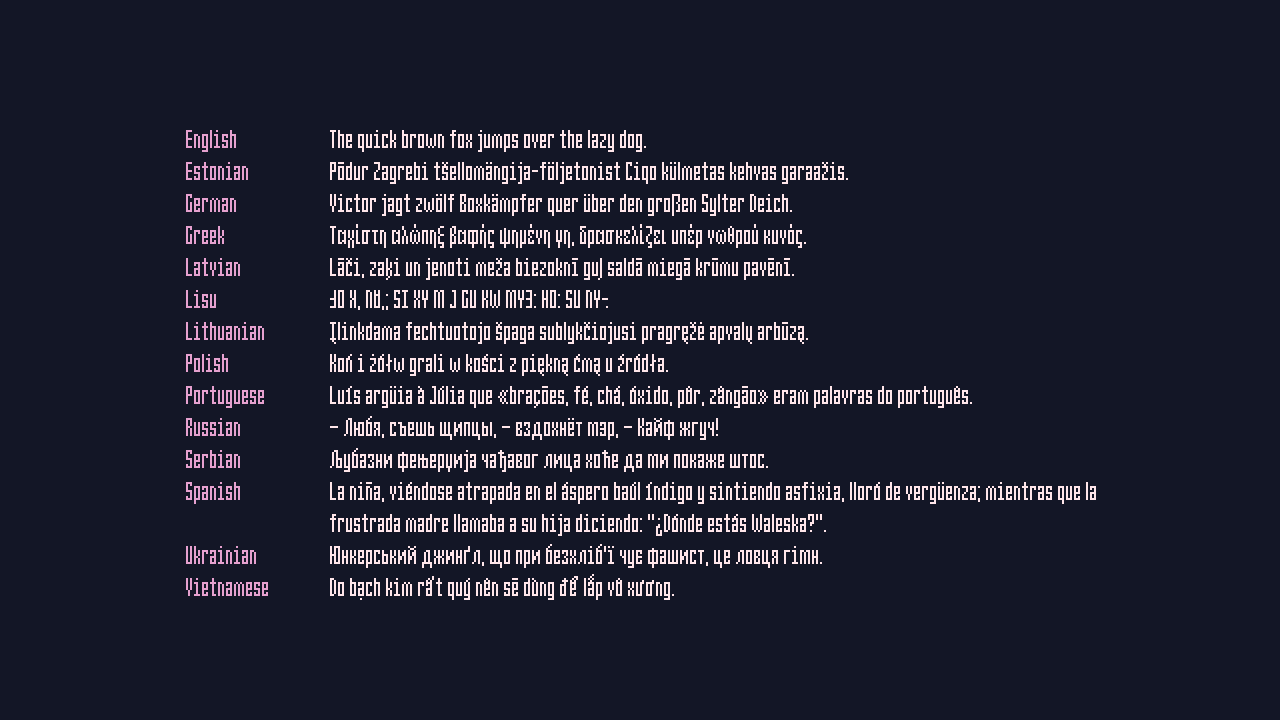 English The quick brown fox jumps over the lazy dog.
Estonian Põdur Zagrebi tšellomängija-följetonist Ciqo külmetas kehvas garaažis.
German Victor jagt zwölf Boxkämpfer quer über den großen Sylter Deich.
Greek Ταχίστη αλώπηξ βαφής ψημένη γη, δρασκελίζει υπέρ νωθρού κυνός.
Latvian Lāči, zaķi un jenoti meža biezoknī guļ saldā miegā krūmu pavēnī.
Lisu ꓞꓳ ꓫ, ꓠꓯ,; ꓢꓲ ꓫꓬ ꓟ ꓙ ꓖꓴ ꓗꓪ ꓟꓬꓱ: ꓧꓳ: ꓢꓴ ꓠꓬ꓾
Lithuanian Įlinkdama fechtuotojo špaga sublykčiojusi pragręžė apvalų arbūzą.
Polish Koń i żółw grali w kości z piękną ćmą u źródła.
Portuguese Luís argüia à Júlia que «brações, fé, chá, óxido, pôr, zângão» eram palavras do português.
Russian – Любя, съешь щипцы, – вздохнёт мэр, – Кайф жгуч!
Serbian Љубазни фењерџија чађавог лица хоће да ми покаже штос.
Spanish La niña, viéndose atrapada en el áspero baúl índigo y sintiendo asfixia, lloró de vergüenza; mientras que la
frustrada madre llamaba a su hija diciendo: "¿Dónde estás Waleska?".
Ukrainian Юнкерський джинґл, що при безхліб'ї чує фашист, це ловця гімн.
Vietnamese Do bạch kim rất quý nên sẽ dùng để lắp vô xương.